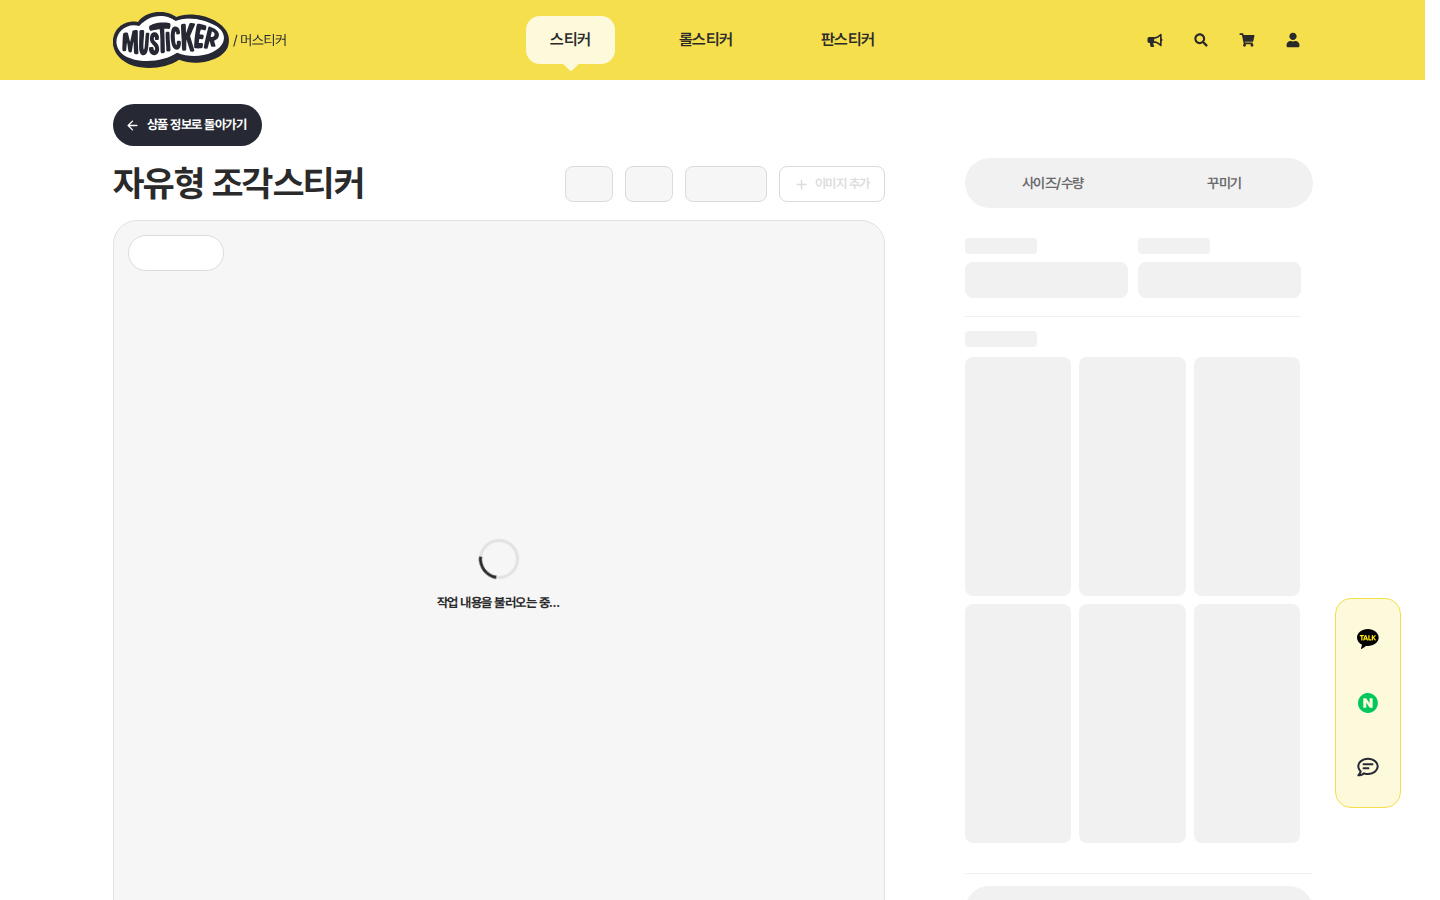 MUSTICKER / 머스티커
스티커
롤스티커
판스티커
상품 정보로 돌아가기
자유형 조각스티커
이미지 추가
사이즈/수량
꾸미기
작업 내용을 불러오는 중...
TALK
N